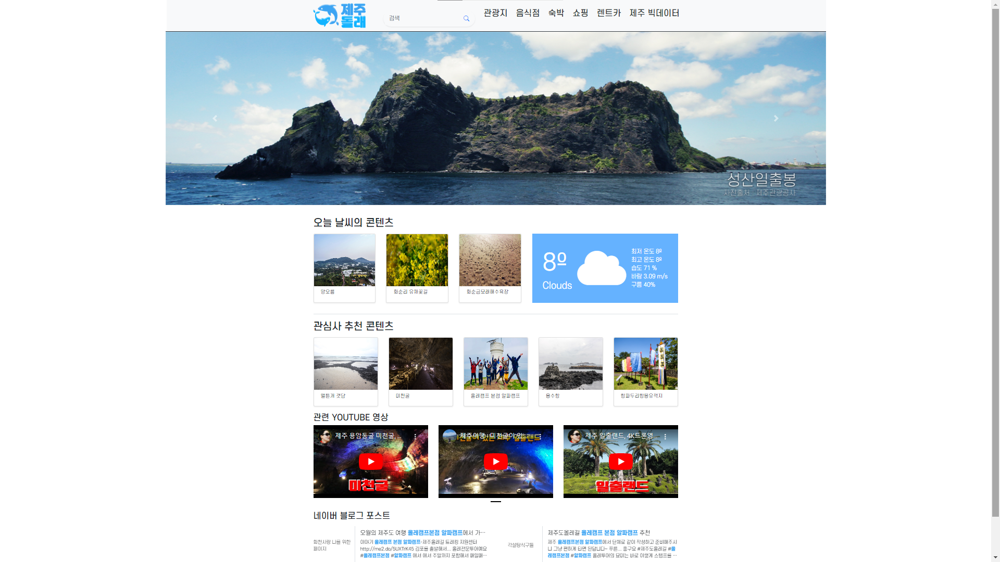 제주
돌래
검색
관광지 음식점 숙박 쇼핑 렌트카 제주 빅데이터
성산일출봉
사진출처 : 제주관광공사
오늘 날씨의 콘텐츠
망오름
화순리 유채꽃길
화순금모래해수욕장
8º
Clouds
최저 온도 8º
최고 온도 8º
습도 71 %
바람 3.09 m/s
구름 40%
관심사 추천 콘텐츠
멜튼개 갯담
미천굴
올레캠프 본점 알파캠프
용수항
항파두리항몽유적지
관련 YOUTUBE 영상
제주 용암동굴 미천굴, ...
미천굴
제주여행 - 미천굴이 있...
제주 일출랜드, 4K드론영...
일출랜드
네이버 블로그 포스트
화천사랑 나를 위한
페이지
오월의 제주도 여행 올레캠프본점 알파캠프에서 가…
이야기 올레캠프 본점 알파캠프-제주올레길 트레킹 지원센터
http://me2.do/5UXTrK45 김포를 출발해서... 올레전문투어예요
#올레캠프본점 #알파캠프 에서 에서 주말까지 포함해서 매일매…
각설탕식구들
제주도올레길 올레캠프 본점 알파캠프 추천
제주 올레캠프본점 알파캠프에서 단체로 같이 작성하고 준비해주시
니 그냥 편하게 타면 된답니다~ 푸른... 좋구요 #제주도올레길 #올
레캠프본점 #알파캠프 올레투어의 묘미는 바로 이렇게 스템프를 …